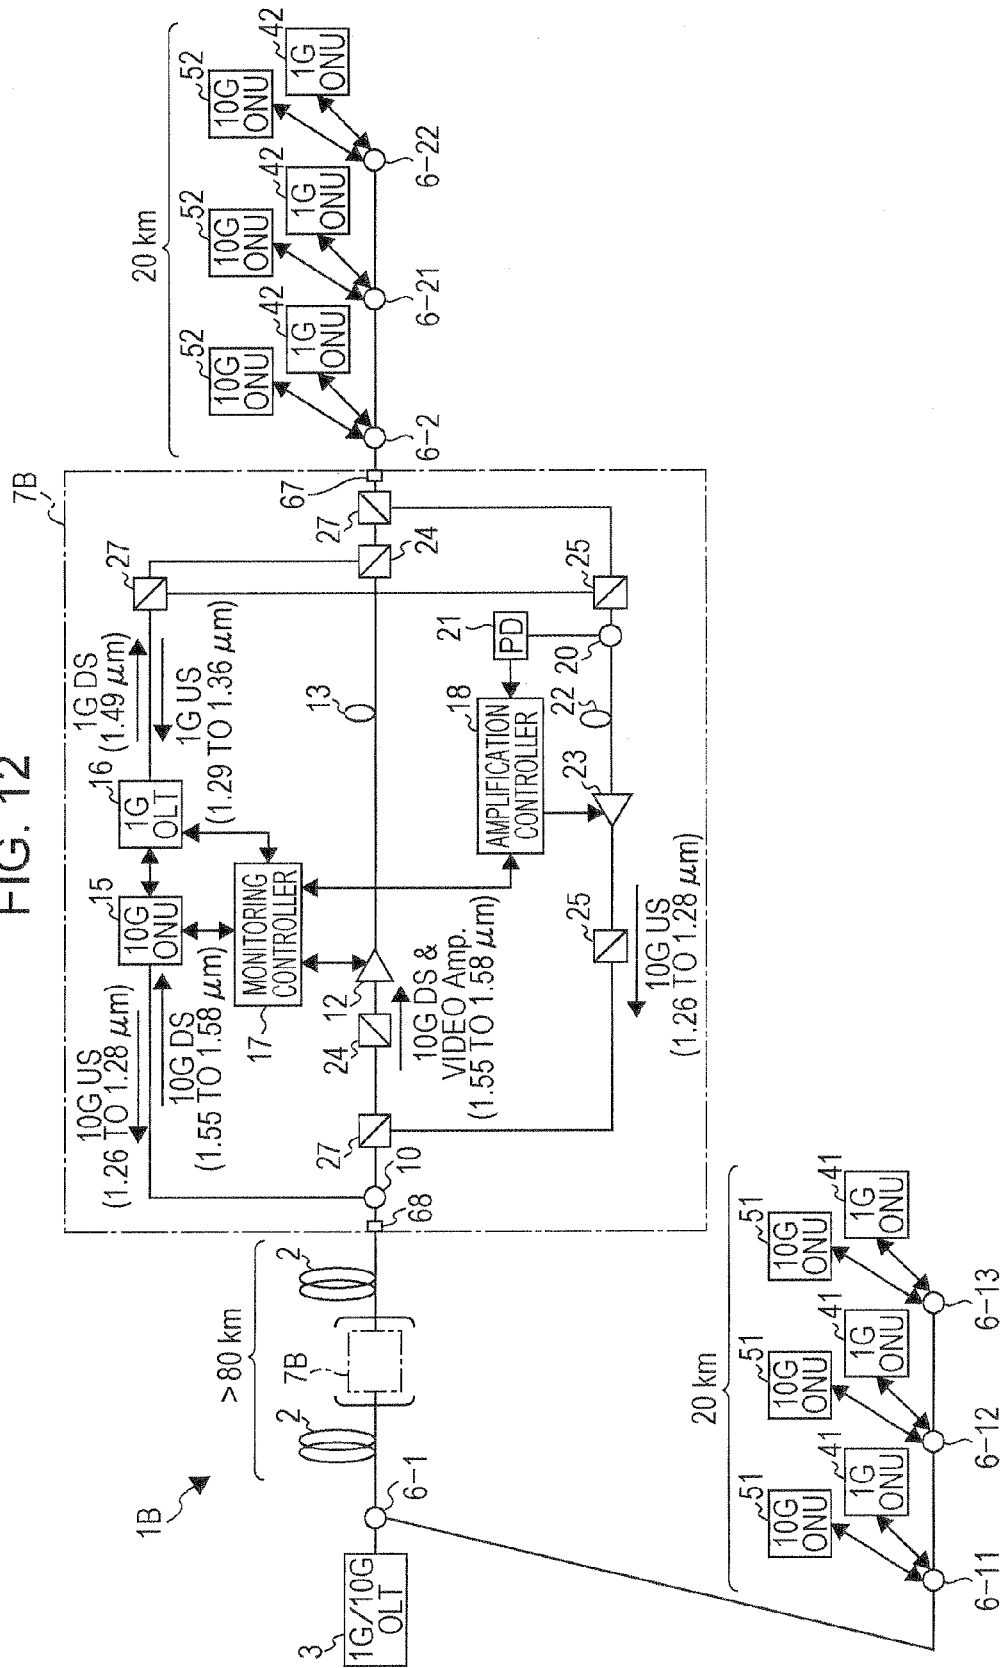 FIG. 12
1B
3
1G/10G
OLT
6-1
2
> 80 km
7B
2
68
7B
10
27
10G US
(1.26 TO 1.28 μm)
10G DS
(1.55 TO 1.58 μm)
15
10G
ONU
16
1G
OLT
1G DS
(1.49 μm)
1G US
(1.29 TO 1.36 μm)
27
17
MONITORING
CONTROLLER
24
12
10G DS &
VIDEO Amp.
(1.55 TO 1.58 μm)
13
24
27
67
18
AMPLIFICATION
CONTROLLER
21
PD
20
22
23
25
25
10G US
(1.26 TO 1.28 μm)
20 km
52
10G
ONU
42
1G
ONU
6-2
52
10G
ONU
42
1G
ONU
6-21
52
10G
ONU
42
1G
ONU
6-22
20 km
51
10G
ONU
41
1G
ONU
6-11
51
10G
ONU
41
1G
ONU
6-12
51
10G
ONU
41
1G
ONU
6-13